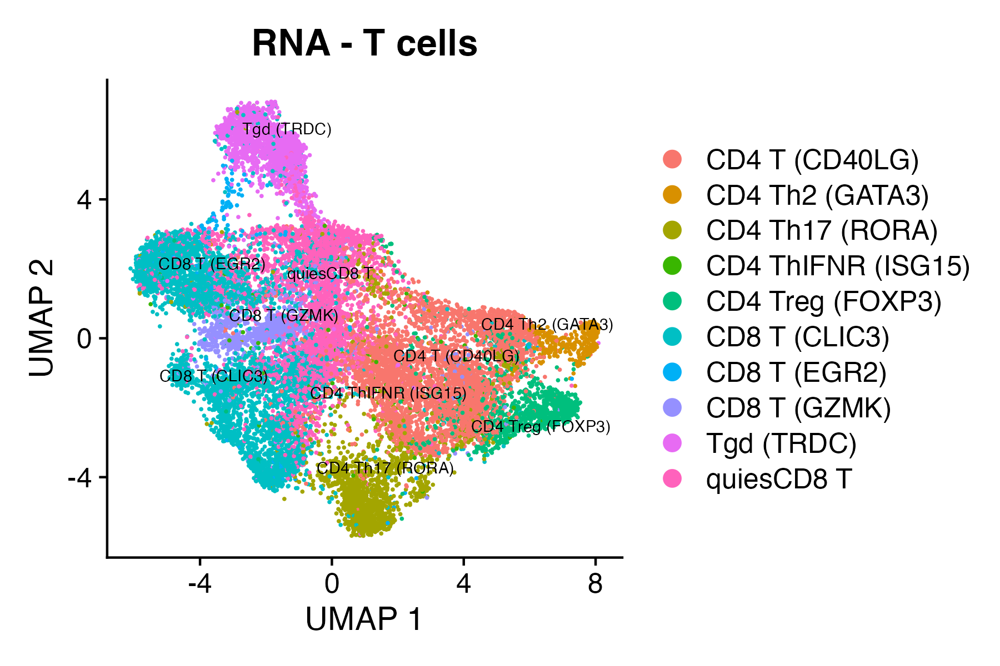 RNA - T cells
UMAP 2
4
0
-4
Tgd (TRDC)
CD8 T (EGR2)
quiesCD8 T
CD8 T (GZMK)
CD4 Th2 (GATA3)
CD4 T (CD40LG)
CD8 T (CLIC3)
CD4 ThIFNR (ISG15)
CD4 Treg (FOXP3)
CD4 Th17 (RORA)
-4 0 4 8
UMAP 1
CD4 T (CD40LG)
CD4 Th2 (GATA3)
CD4 Th17 (RORA)
CD4 ThIFNR (ISG15)
CD4 Treg (FOXP3)
CD8 T (CLIC3)
CD8 T (EGR2)
CD8 T (GZMK)
Tgd (TRDC)
quiesCD8 T